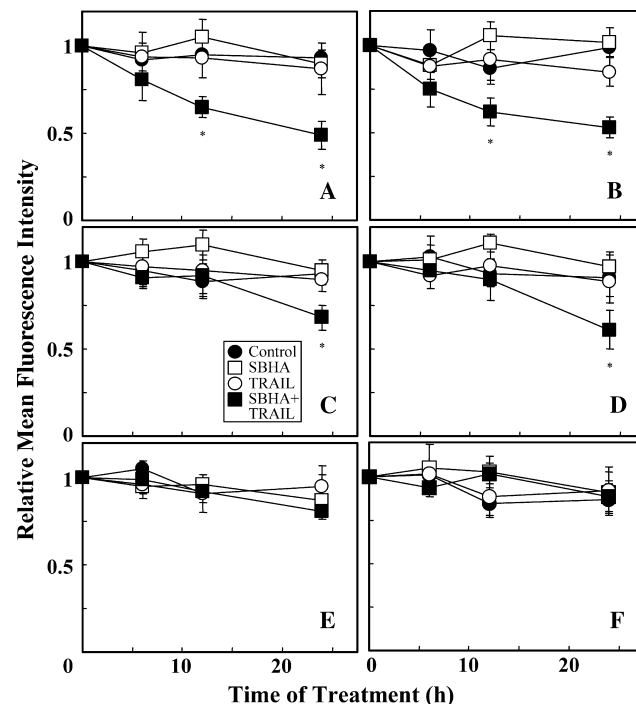 Relative Mean Fluorescence Intensity
1
0.5
0
*
*
A
*
*
B
1
0.5
0
Control
SBHA
TRAIL
SBHA+
TRAIL
*
C
*
D
1
0.5
E
F
0 10 20
0 10 20
Time of Treatment (h)